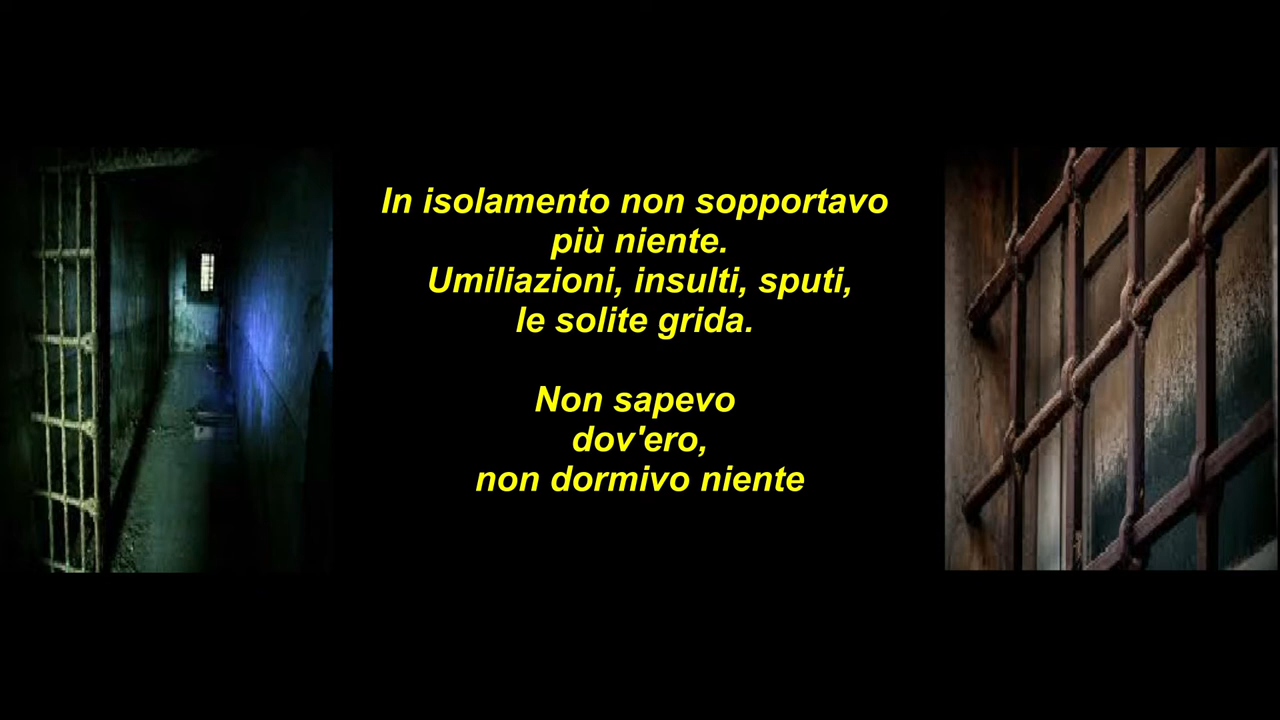 In isolamento non sopportavo
più niente.
Umiliazioni, insulti, sputi,
le solite grida.
Non sapevo
dov'ero,
non dormivo niente